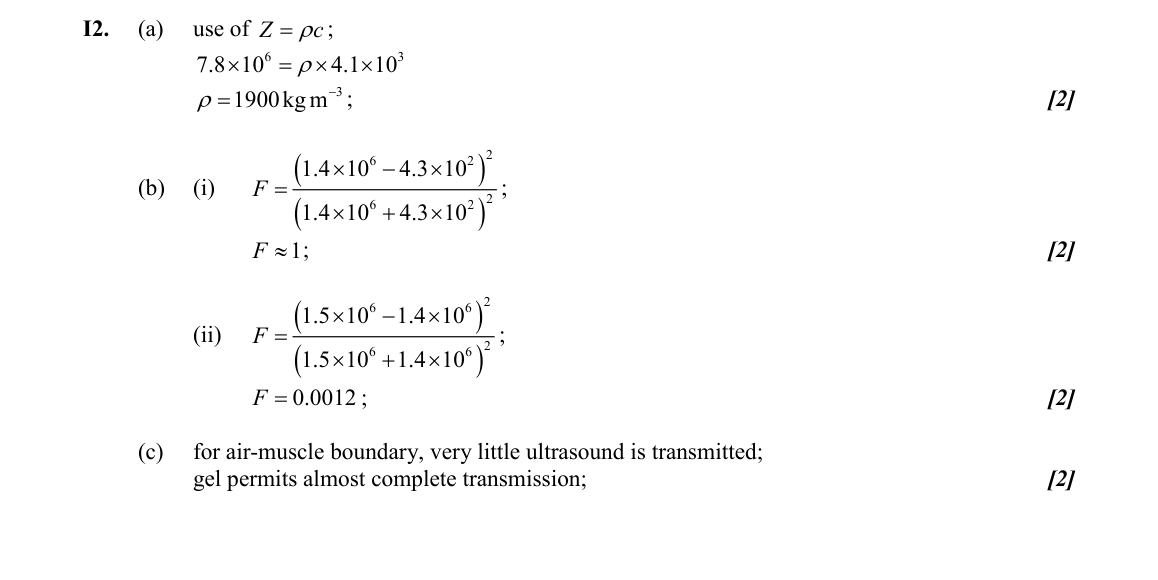 I2. (a) use of Z = ρc ;
7.8×10⁶ = ρ×4.1×10³
ρ = 1900 kg m⁻³ ; [2]
(b) (i) F = (1.4×10⁶ − 4.3×10²)² / (1.4×10⁶ + 4.3×10²)² ;
F ≈ 1; [2]
(ii) F = (1.5×10⁶ − 1.4×10⁶)² / (1.5×10⁶ + 1.4×10⁶)² ;
F = 0.0012 ; [2]
(c) for air-muscle boundary, very little ultrasound is transmitted;
gel permits almost complete transmission; [2]